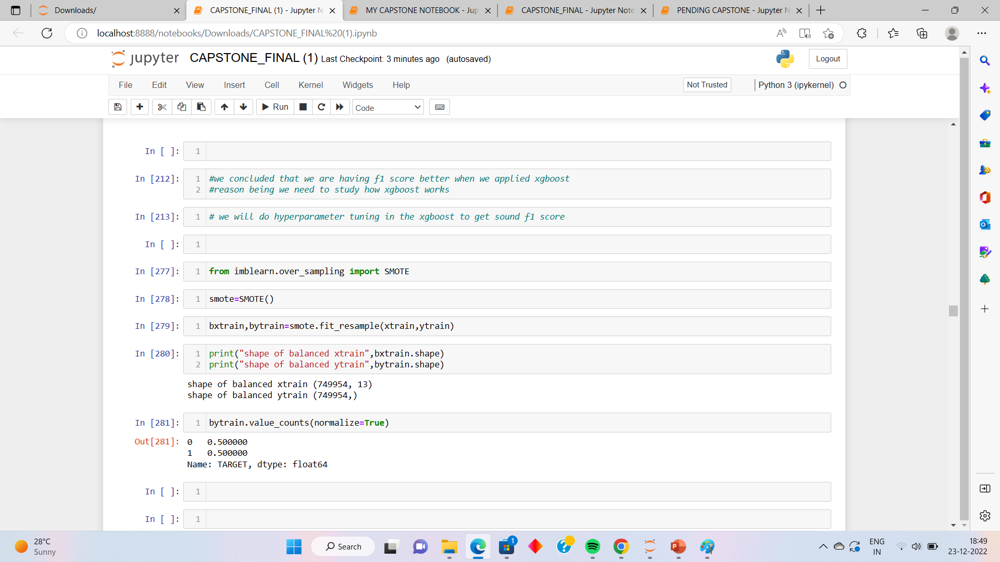 Downloads/
CAPSTONE_FINAL (1) - Jupyter N
MY CAPSTONE NOTEBOOK - Jup
CAPSTONE_FINAL - Jupyter Note
PENDING CAPSTONE - Jupyter N
localhost:8888/notebooks/Downloads/CAPSTONE_FINAL%20(1).ipynb
jupyter CAPSTONE_FINAL (1) Last Checkpoint: 3 minutes ago (autosaved)
Logout
File Edit View Insert Cell Kernel Widgets Help
Not Trusted
Python 3 (ipykernel)
Run
Code
In [ ]: 1
In [212]: 1 #we concluded that we are having f1 score better when we applied xgboost
2 #reason being we need to study how xgboost works
In [213]: 1 # we will do hyperparameter tuning in the xgboost to get sound f1 score
In [ ]: 1
In [277]: 1 from imblearn.over_sampling import SMOTE
In [278]: 1 smote=SMOTE()
In [279]: 1 bxtrain,bytrain=smote.fit_resample(xtrain,ytrain)
In [280]: 1 print("shape of balanced xtrain",bxtrain.shape)
2 print("shape of balanced ytrain",bytrain.shape)
shape of balanced xtrain (749954, 13)
shape of balanced ytrain (749954,)
In [281]: 1 bytrain.value_counts(normalize=True)
Out[281]: 0 0.500000
1 0.500000
Name: TARGET, dtype: float64
In [ ]: 1
In [ ]: 1
28°C
Sunny
Search
1
ENG
IN
18:49
23-12-2022